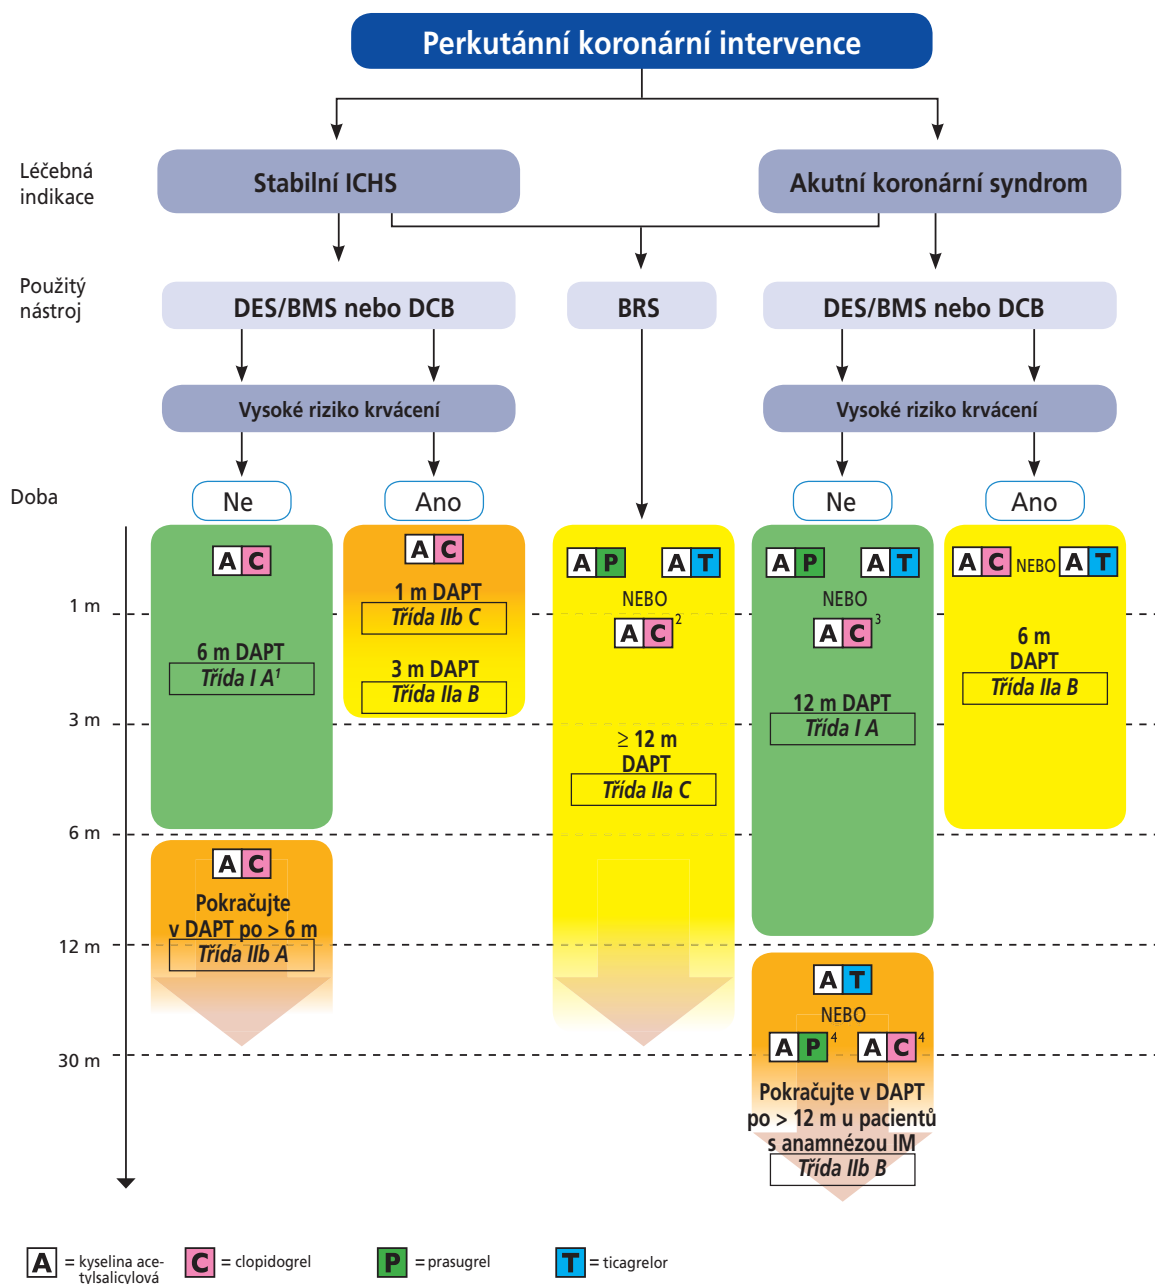 Perkutánní koronární intervence
Léčebná
indikace
Stabilní ICHS
Akutní koronární syndrom
Použitý
nástroj
DES/BMS nebo DCB
BRS
DES/BMS nebo DCB
Vysoké riziko krvácení
Vysoké riziko krvácení
Doba
Ne
Ano
Ne
Ano
1 m
3 m
6 m
12 m
30 m
A C
6 m DAPT
Třída I A¹
A C
Pokračujte
v DAPT po > 6 m
Třída IIb A
A C
1 m DAPT
Třída IIb C
3 m DAPT
Třída IIa B
A P A T
NEBO
A C ²
≥ 12 m
DAPT
Třída IIa C
A P A T
NEBO
A C ³
12 m DAPT
Třída I A
A T
NEBO
A P ⁴ A C ⁴
Pokračujte v DAPT
po > 12 m u pacientů
s anamnézou IM
Třída IIb B
A C NEBO A T
6 m
DAPT
Třída IIa B
A = kyselina ace-
tylsalicylová
C = clopidogrel
P = prasugrel
T = ticagrelor